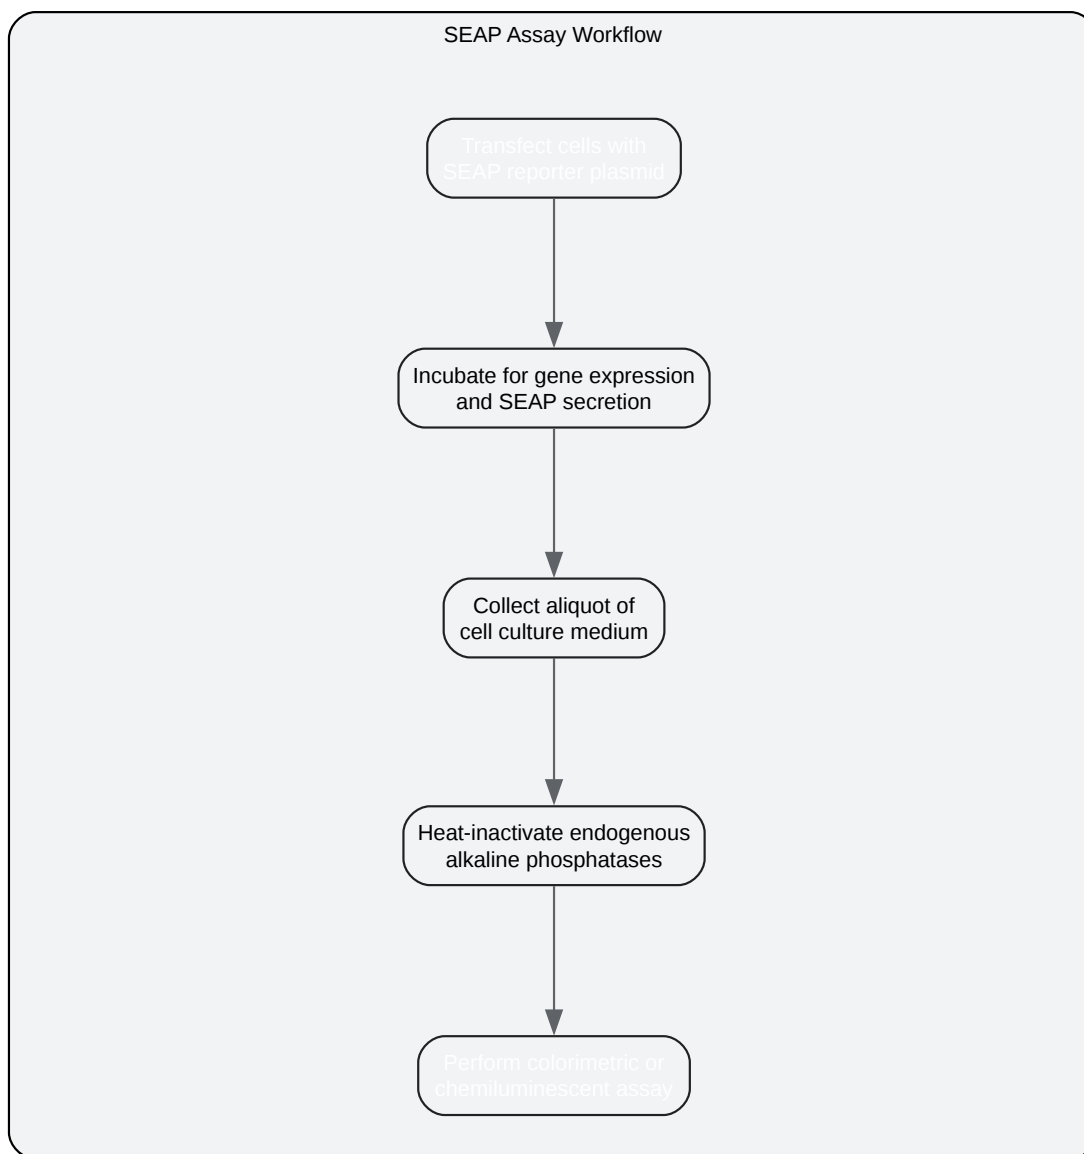 SEAP Assay Workflow
Transfect cells with
SEAP reporter plasmid
Incubate for gene expression
and SEAP secretion
Collect aliquot of
cell culture medium
Heat-inactivate endogenous
alkaline phosphatases
Perform colorimetric or
chemiluminescent assay